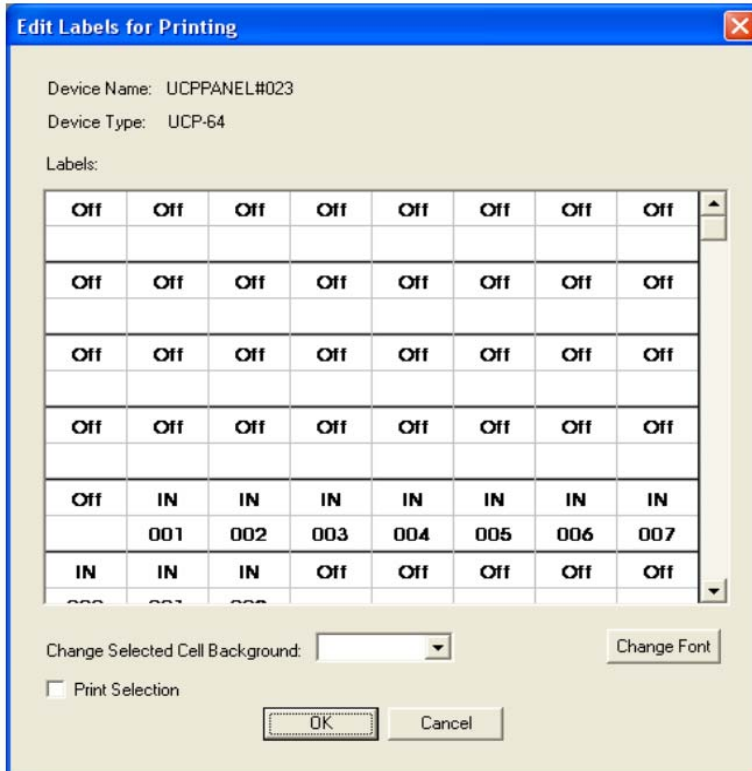 Edit Labels for Printing
Device Name: UCPPANEL#023
Device Type: UCP-64
Labels:
Off Off Off Off Off Off Off Off
Off Off Off Off Off Off Off Off
Off Off Off Off Off Off Off Off
Off Off Off Off Off Off Off Off
Off IN IN IN IN IN IN IN
001 002 003 004 005 006 007
IN IN IN Off Off Off Off Off
Change Selected Cell Background:
Change Font
Print Selection
OK Cancel